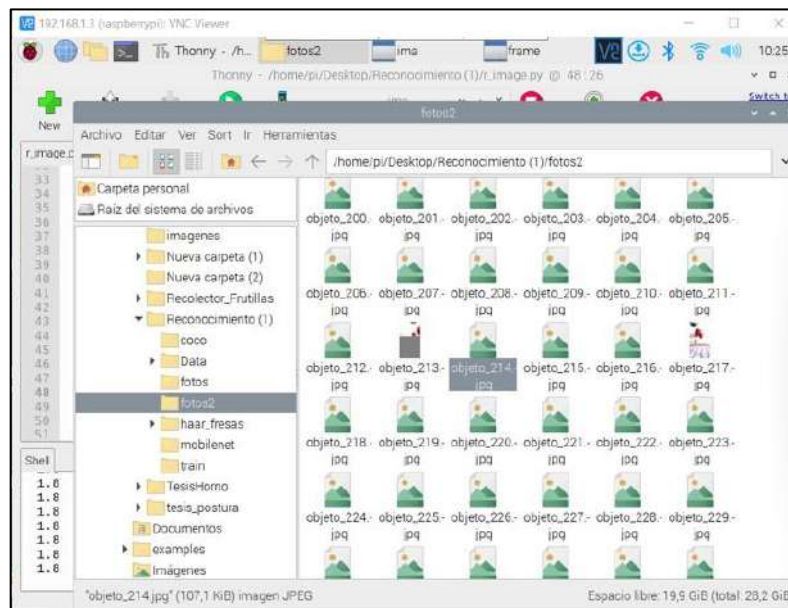 192.168.1.3 (raspberrypi): VNC Viewer
Thonny - /h... fotos2 ima frame 10:25
Thonny - /home/pi/Desktop/Reconocimiento (1)/r_image.py @ 48:26
New
Switch to
fotos2
Archivo Editar Ver Sort Ir Herramientas
/home/pi/Desktop/Reconocimiento (1)/fotos2
Carpeta personal
Raíz del sistema de archivos
imagenes
Nueva carpeta (1)
Nueva carpeta (2)
Recolector_Frutillas
Reconocimiento (1)
coco
Data
fotos
fotos2
haar_fresas
mobilenet
train
TesisHorno
tesis_postura
Documentos
examples
Imágenes
objeto_200.- objeto_201.- objeto_202.- objeto_203.- objeto_204.- objeto_205.-
jpg jpg jpg jpg jpg jpg
objeto_206.- objeto_207.- objeto_208.- objeto_209.- objeto_210.- objeto_211.-
jpg jpg jpg jpg jpg jpg
objeto_212.- objeto_213.- objeto_214.- objeto_215.- objeto_216.- objeto_217.-
jpg jpg jpg jpg jpg jpg
objeto_218.- objeto_219.- objeto_220.- objeto_221.- objeto_222.- objeto_223.-
jpg jpg jpg jpg jpg jpg
objeto_224.- objeto_225.- objeto_226.- objeto_227.- objeto_228.- objeto_229.-
jpg jpg jpg jpg jpg jpg
33
34
35
36
37
38
39
40
41
42
43
44
45
46
47
48
49
50
51
Shell
1.8
1.8
1.8
1.8
1.8
1.8
1.8
"objeto_214.jpg" (107,1 KiB) imagen JPEG
Espacio libre: 19,9 GiB (total: 28,2 GiB